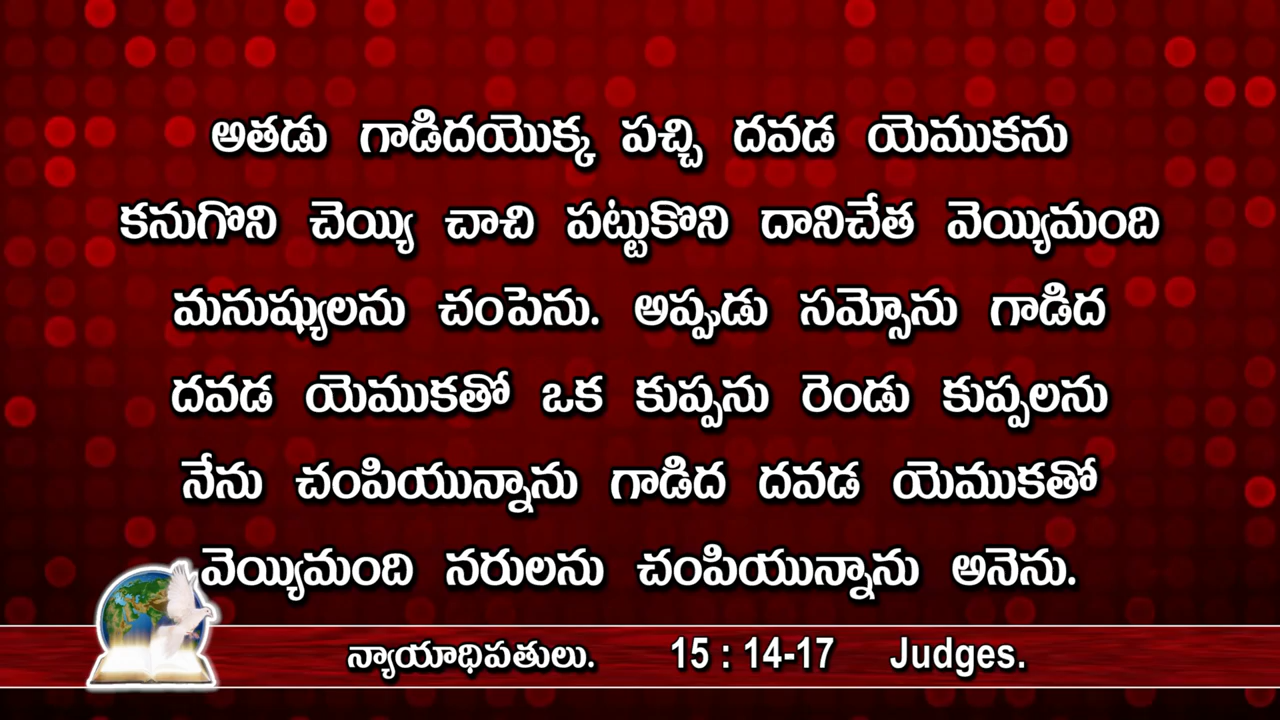 అతడు గాడిదయొక్క పచ్చి దవడ యెముకను
కనుగొని చెయ్యి చాచి పట్టుకొని దానిచేత వెయ్యిమంది
మనుష్యులను చంపెను. అప్పుడు సమ్సోను గాడిద
దవడ యెముకతో ఒక కుప్పను రెండు కుప్పలను
నేను చంపియున్నాను గాడిద దవడ యెముకతో
వెయ్యిమంది నరులను చంపియున్నాను అనెను.
న్యాయాధిపతులు. 15 : 14-17 Judges.